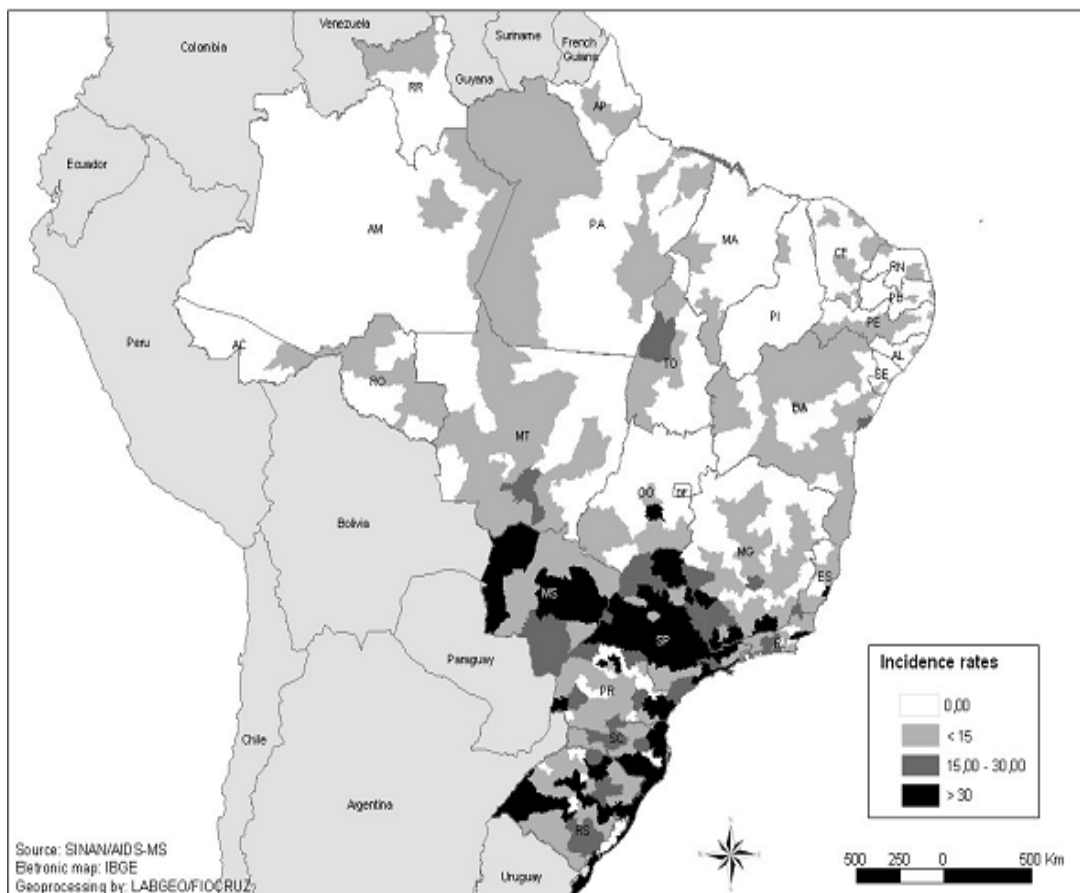 Venezuela
Suriname
French
Guiana
Colombia
Guyana
RR
AP
Ecuador
AM
PA
MA
CE
RN
PB
PI
PE
AL
SE
Peru
AC
RO
TO
BA
MT
GO
DF
Bolivia
MG
ES
MS
SP
RJ
Paraguay
PR
SC
Chile
Argentina
RS
Uruguay
Incidence rates
0,00
< 15
15,00 - 30,00
> 30
Source: SINAN/AIDS-MS
Eletronic map: IBGE
Geoprocessing by: LABGEO/FIOCRUZ
500 250 0 500 Km